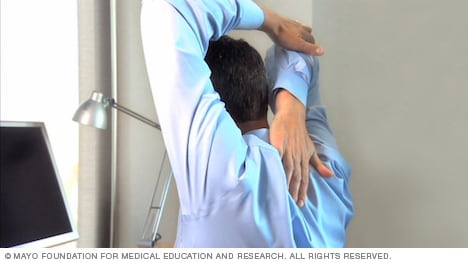 © MAYO FOUNDATION FOR MEDICAL EDUCATION AND RESEARCH. ALL RIGHTS RESERVED.